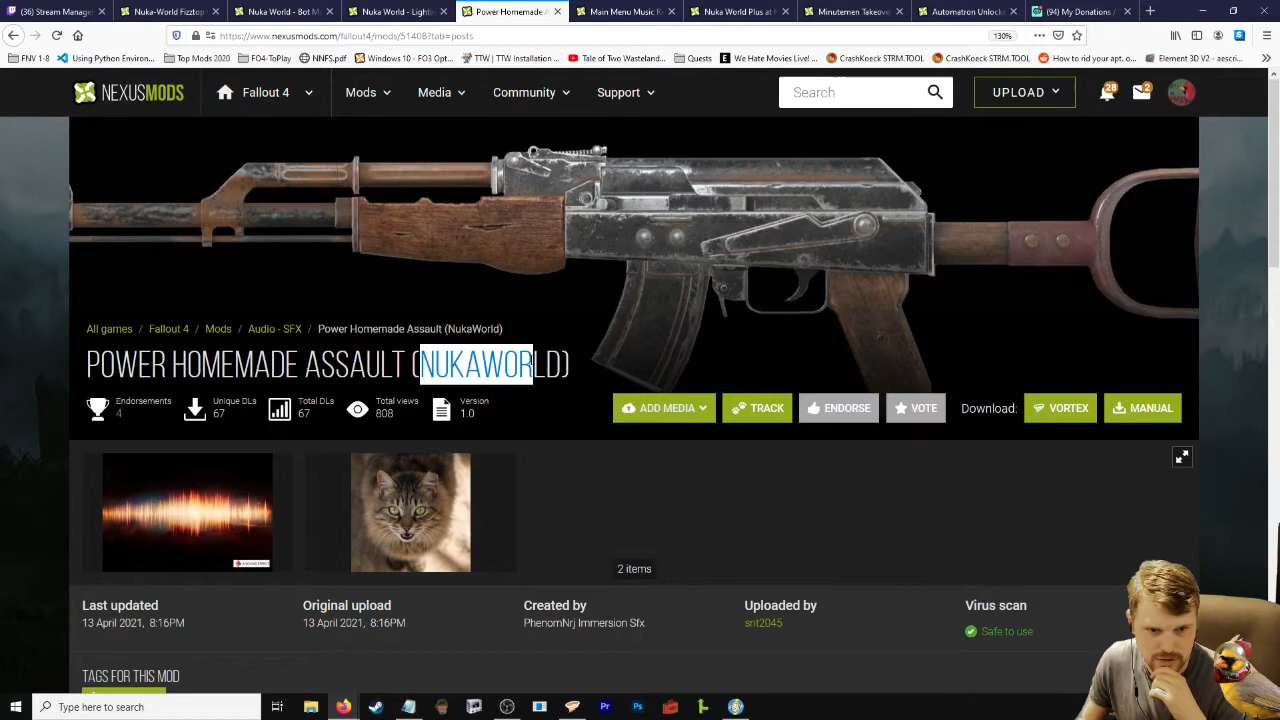 (36) Stream Manage
Nuka-Mods Fizztop
Nuka World - Bot M
Nuka World - Lightbe
Power Homemade A
Main Menu Music R
Nuka World Plus at F
Minutemen Takeover
Automatron Unlocke
(94) My Donations /
https://www.nexusmods.com/fallout4/mods/51408?tab=posts
130%
FNV 1-8
Using Python Environ...
Top Mods 2020
FO4-ToPlay
NNFS.pdf
Windows 10 - FO3 Op...
TTW | TTW Installation ...
Tale of Two Wasteland...
Quests
We Hate Movies Live! ...
CrashKoeck STRM.TOOL
CrashKoeck STRM.TOOL
How to rid your apt. o...
Element 3D V2 - aescri...
NEXUSMODS
Fallout 4
Mods
Media
Community
Support
Search...
UPLOAD
28
2
All games / Fallout 4 / Mods / Audio - SFX / Power Homemade Assault (NukaWorld)
POWER HOMEMADE ASSAULT (NUKAWORLD)
Endorsements
4
Unique DLs
67
Total DLs
67
Total views
808
Version
1.0
ADD MEDIA
TRACK
ENDORSE
VOTE
Download:
VORTEX
MANUAL
A SOUND EFFECT
2 items
Last updated
13 April 2021, 8:16PM
Original upload
13 April 2021, 8:16PM
Created by
PhenomNrj Immersion Sfx
Uploaded by
snt2045
Virus scan
Safe to use
TAGS FOR THIS MOD
Type here to search